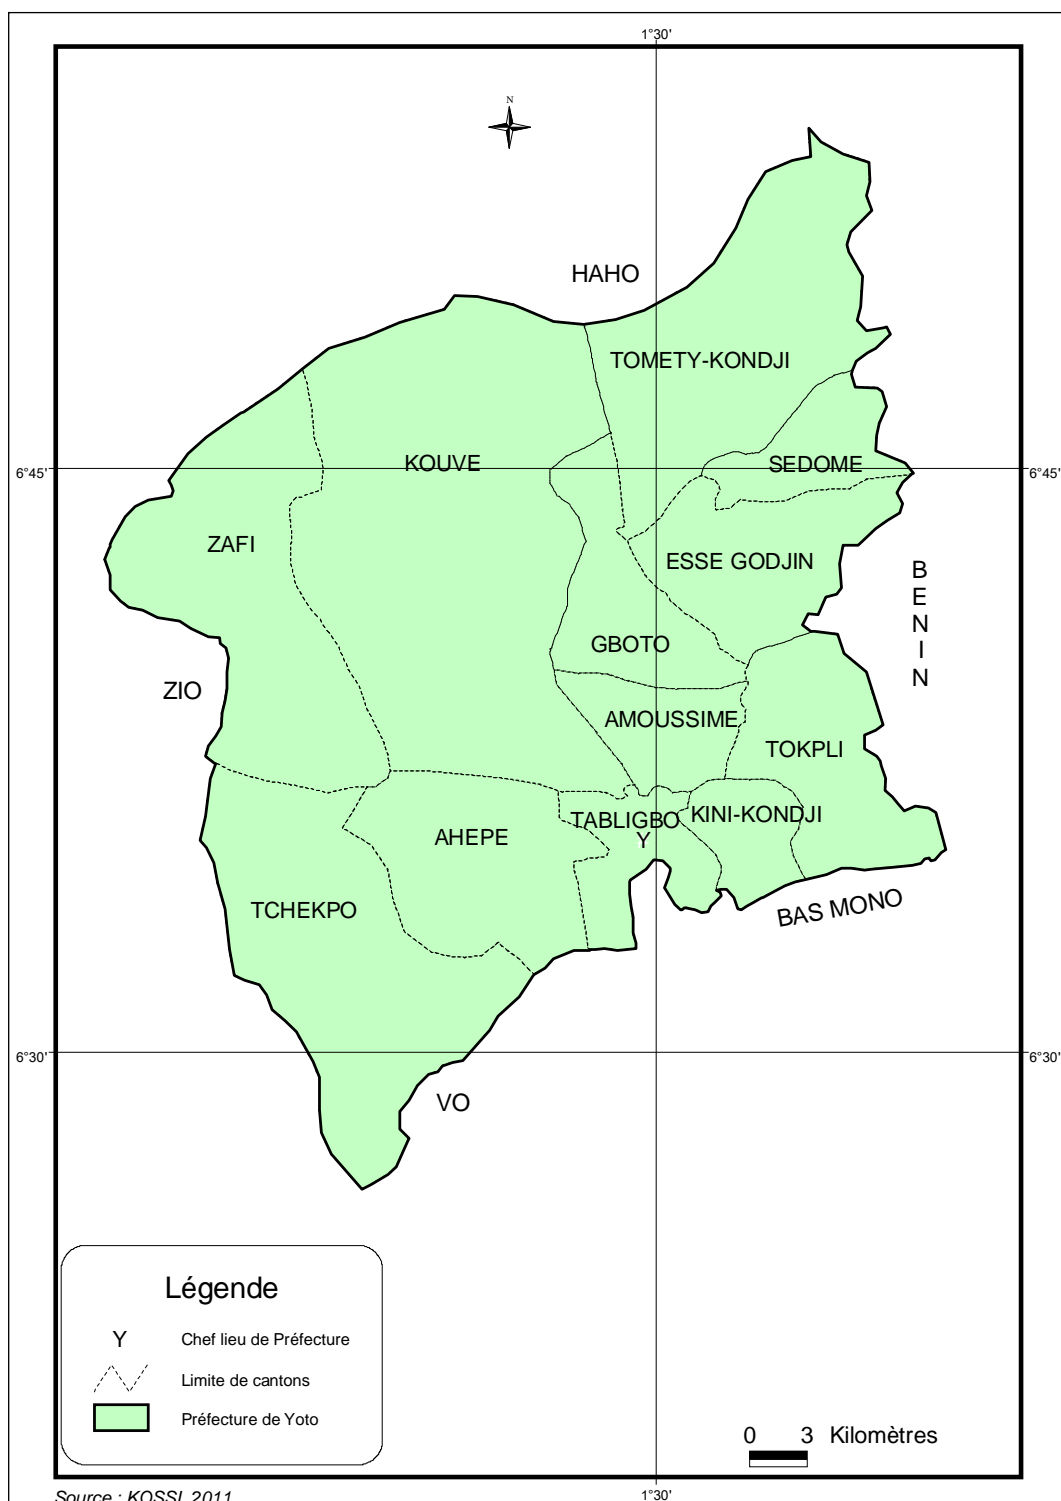 1°30'
N
HAHO
TOMETY-KONDJI
6°45'
KOUVE
SEDOME
6°45'
ZAFI
ESSE GODJIN
BENIN
GBOTO
ZIO
AMOUSSIME
TOKPLI
TABLIGBO
KINI-KONDJI
AHEPE
Y
TCHEKPO
BAS MONO
6°30'
6°30'
VO
Légende
Y Chef lieu de Préfecture
Limite de cantons
Préfecture de Yoto
0 3 Kilomètres
Source : KOSSI, 2011
1°30'